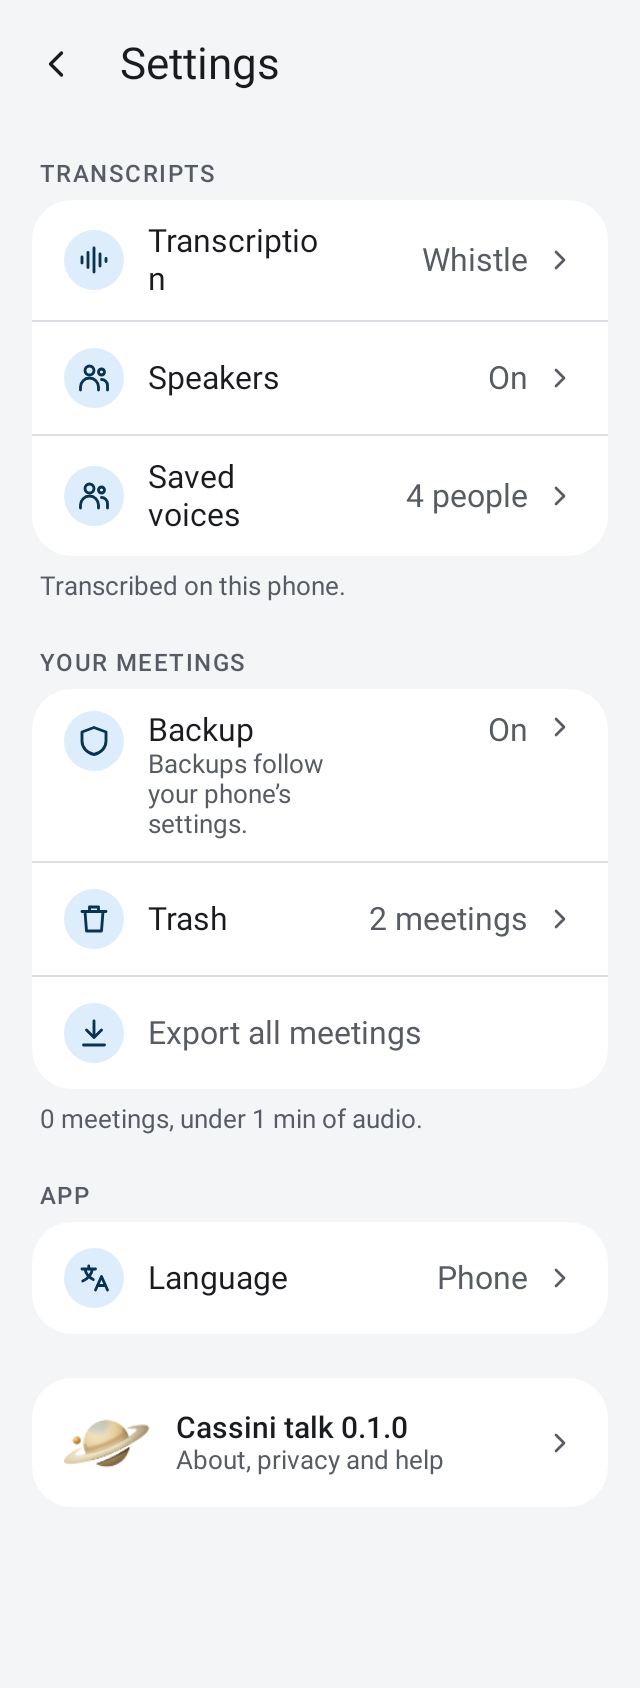 Settings
TRANSCRIPTS
Transcriptio
n
Whistle
Speakers
On
Saved
voices
4 people
Transcribed on this phone.
YOUR MEETINGS
Backup
On
Backups follow
your phone’s
settings.
Trash
2 meetings
Export all meetings
0 meetings, under 1 min of audio.
APP
Language
Phone
Cassini talk 0.1.0
About, privacy and help